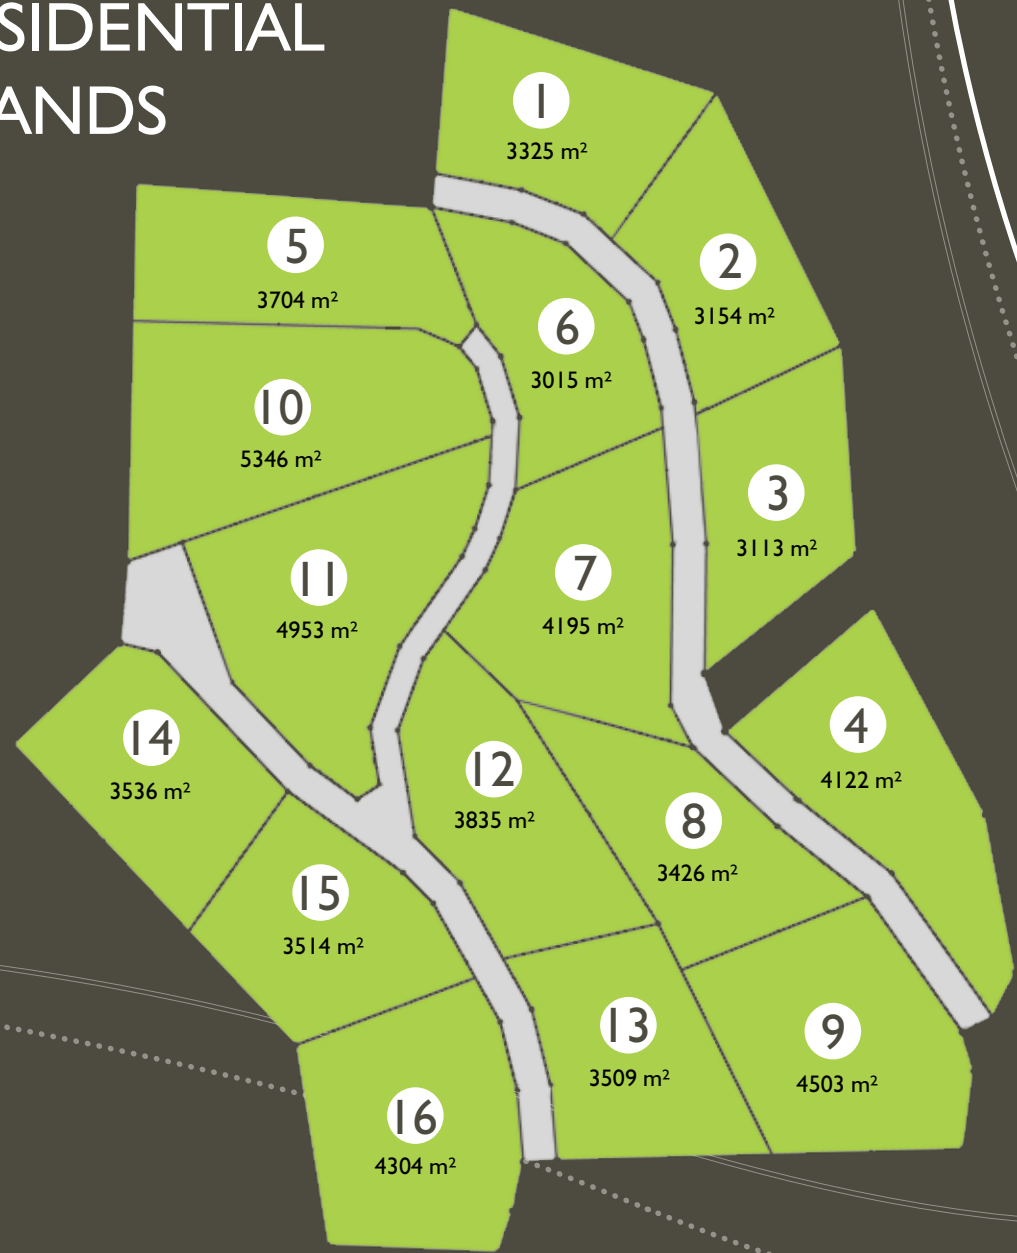 SIDENTIAL
ANDS
1
3325 m²
2
3154 m²
5
3704 m²
6
3015 m²
10
5346 m²
3
3113 m²
11
4953 m²
7
4195 m²
14
3536 m²
12
3835 m²
4
4122 m²
8
3426 m²
15
3514 m²
13
3509 m²
9
4503 m²
16
4304 m²